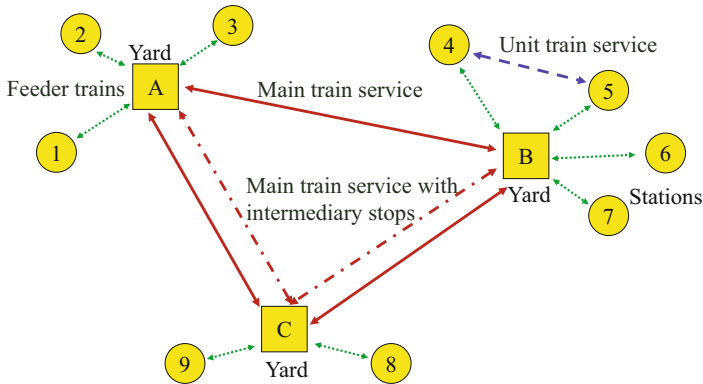 2
3
Yard
4
Unit train service
Feeder trains
A
Main train service
5
1
B
6
Main train service with
intermediary stops
Yard
Stations
7
C
9
Yard
8